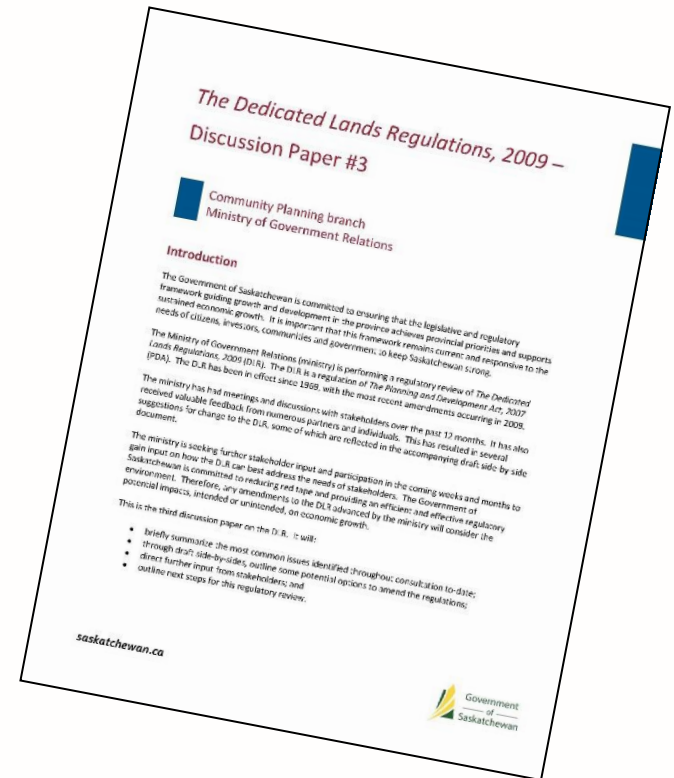 The Dedicated Lands Regulations, 2009 –
Discussion Paper #3
Community Planning branch
Ministry of Government Relations
Introduction
The Government of Saskatchewan is committed to ensuring that the legislative and regulatory
framework guiding growth and development in the province achieves provincial priorities and supports
sustained economic growth. It is important that this framework remains current and responsive to the
needs of citizens, investors, communities and government to keep Saskatchewan strong.
The Ministry of Government Relations (ministry) is performing a regulatory review of The Dedicated
Lands Regulations, 2009 (DLR). The DLR is a regulation of The Planning and Development Act, 2007
(PDA). The DLR has been in effect since 1969, with the most recent amendments occurring in 2009.
The ministry has had meetings and discussions with stakeholders over the past 12 months. It has also
received valuable feedback from numerous partners and individuals. This has resulted in several
suggestions for change to the DLR, some of which are reflected in the accompanying draft side by side
document.
The ministry is seeking further stakeholder input and participation in the coming weeks and months to
gain input on how the DLR can best address the needs of stakeholders. The Government of
Saskatchewan is committed to reducing red tape and providing an efficient and effective regulatory
environment. Therefore, any amendments to the DLR advanced by the ministry will consider the
potential impacts, intended or unintended, on economic growth.
This is the third discussion paper on the DLR. It will:
• briefly summarize the most common issues identified throughout consultation to-date;
• through draft side-by-sides, outline some potential options to amend the regulations;
• direct further input from stakeholders; and
• outline next steps for this regulatory review.
saskatchewan.ca
Government
of
Saskatchewan